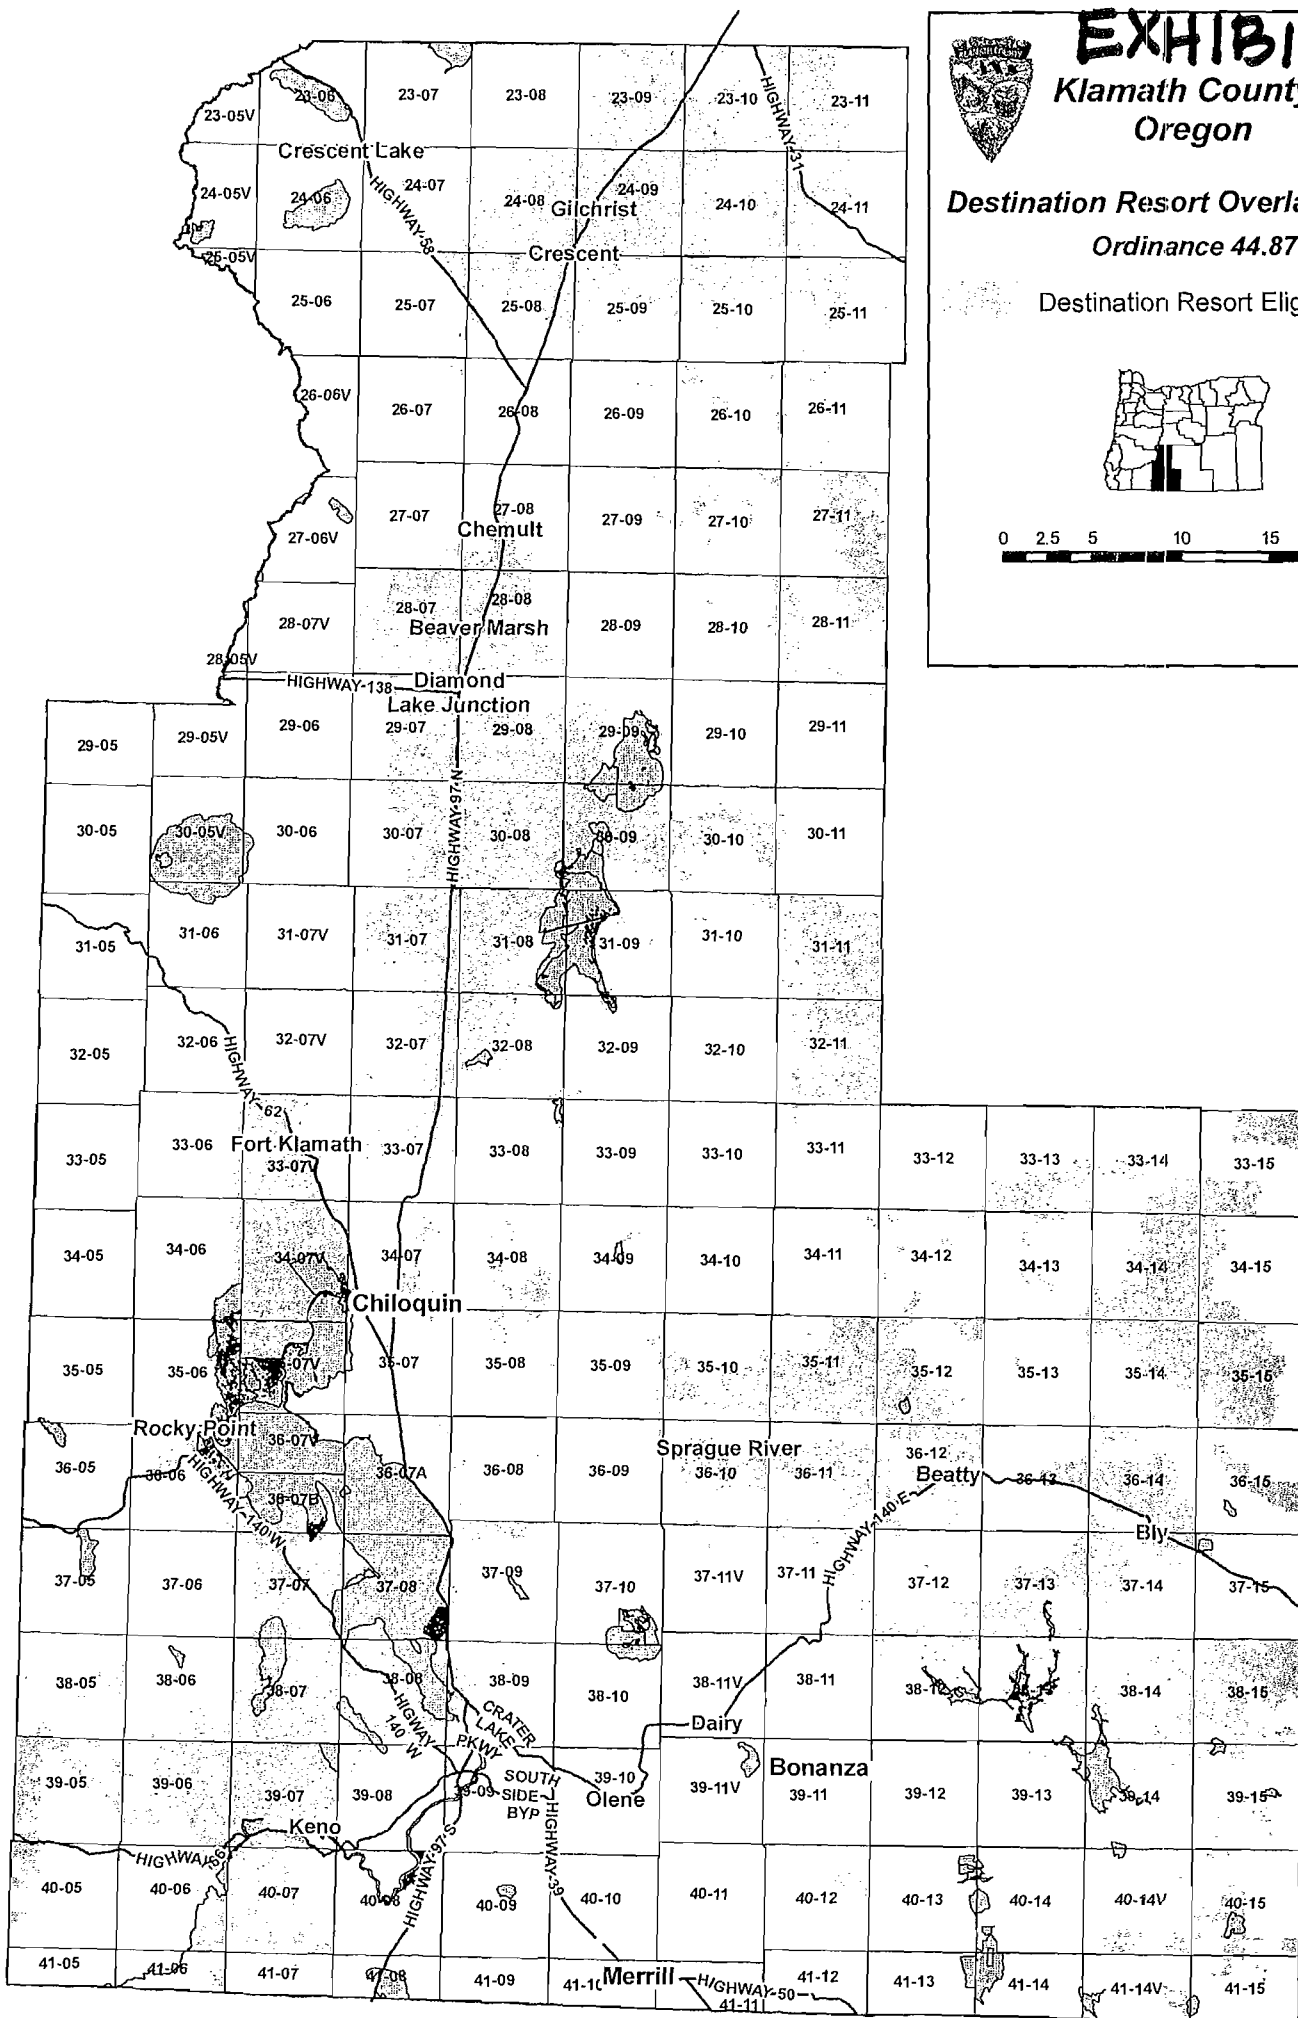 EXHIBI
Klamath County
Oregon
Destination Resort Overla
Ordinance 44.87
Destination Resort Elig
0 2.5 5 10 15
23-05V 23-06 23-07 23-08 23-09 23-10 23-11
HIGHWAY-31
Crescent Lake
24-05V 24-06 24-07 24-08 24-09 24-10 24-11
HIGHWAY-58
Gilchrist
Crescent
25-05V
25-06 25-07 25-08 25-09 25-10 25-11
26-06V 26-07 26-08 26-09 26-10 26-11
27-06V 27-07 27-08 27-09 27-10 27-11
Chemult
28-07V 28-07 28-08 28-09 28-10 28-11
Beaver Marsh
28-05V
HIGHWAY-138
Diamond
Lake Junction
29-05 29-05V 29-06 29-07 29-08 29-09 29-10 29-11
HIGHWAY-97-N
30-05 30-05V 30-06 30-07 30-08 30-09 30-10 30-11
31-05 31-06 31-07V 31-07 31-08 31-09 31-10 31-11
32-05 32-06 32-07V 32-07 32-08 32-09 32-10 32-11
HIGHWAY-62
Fort Klamath
33-05 33-06 33-07V 33-07 33-08 33-09 33-10 33-11 33-12 33-13 33-14 33-15
34-05 34-06 34-07V 34-07 34-08 34-09 34-10 34-11 34-12 34-13 34-14 34-15
Chiloquin
35-05 35-06 07V 35-07 35-08 35-09 35-10 35-11 35-12 35-13 35-14 35-15
Rocky Point
36-07V
Sprague River
36-05 36-06 36-07A 36-08 36-09 36-10 36-11 36-12 36-13 36-14 36-15
Beatty
36-07B
HIGHWAY-140 W
HIGHWAY-140 E
Bly
37-05 37-06 37-07 37-08 37-09 37-10 37-11V 37-11 37-12 37-13 37-14 37-15
38-05 38-06 38-07 38-08 38-09 38-10 38-11V 38-11 38-12 38-14 38-15
HIGWAY
140 W
CRATER
LAKE
PKWY
Dairy
Bonanza
39-05 39-06 39-07 39-08 39-09 39-10 39-11V 39-11 39-12 39-13 39-14 39-15
SOUTH
SIDE
BYP
Olene
Keno
HIGHWAY-66
HIGHWAY-97-S
HIGHWAY-39
40-05 40-06 40-07 40-08 40-09 40-10 40-11 40-12 40-13 40-14 40-14V 40-15
41-05 41-06 41-07 41-08 41-09 41-10 41-11 41-12 41-13 41-14 41-14V 41-15
Merrill
HIGHWAY-50